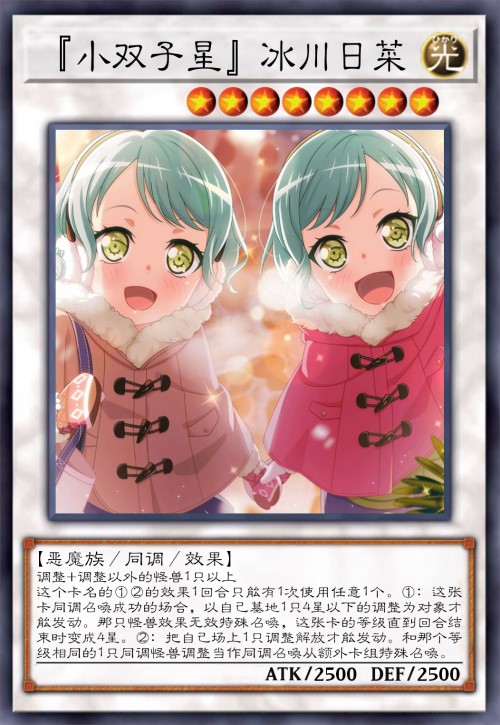 『小双子星』冰川日菜
ひかり
光
【恶魔族／同调／效果】
调整+调整以外的怪兽1只以上
这个卡名的①②的效果1回合只能有1次使用任意1个。①：这张
卡同调召唤成功的场合，以自己墓地1只4星以下的调整为对象才
能发动。那只怪兽效果无效特殊召唤，这张卡的等级直到回合结
束时变成4星。②：把自己场上1只调整解放才能发动。和那个等
级相同的1只同调怪兽调整当作同调召唤从额外卡组特殊召唤。
ATK/2500 DEF/2500